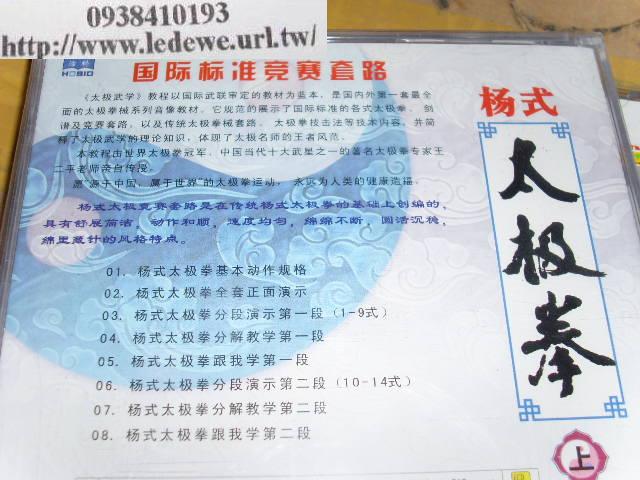 0938410193
http://www.ledewe.url.tw/
HOBIO
国际标准竞赛套路
《太极武学》教程以国际武联审定的教材为蓝本，是国内外第一套最全
面的太极拳械系列音像教材。它规范的展示了国际标准的各式太极拳、剑
谱及竞赛套路，以及传统太极拳械套路。太极拳技击法等技术内容。并简
释了太极武学的理论知识，体现了太极名师的王者风范。
本教程由世界太极拳冠军、中国当代十大武星之一的著名太极拳专家王
二平老师亲自传授。
愿“源于中国、属于世界”的太极拳运动，永远为人类的健康造福。
杨式太极竞赛套路是在传统杨式太极拳的基础上创编的，
具有舒展简洁，动作和顺，速度均匀，绵绵不断，圆活沉稳，
绵里藏针的风格特点。
01. 杨式太极拳基本动作规格
02. 杨式太极拳全套正面演示
03. 杨式太极拳分段演示第一段（1-9式）
04. 杨式太极拳分解教学第一段
05. 杨式太极拳跟我学第一段
06. 杨式太极拳分段演示第二段（10-14式）
07. 杨式太极拳分解教学第二段
08. 杨式太极拳跟我学第二段
杨式
太极拳
上